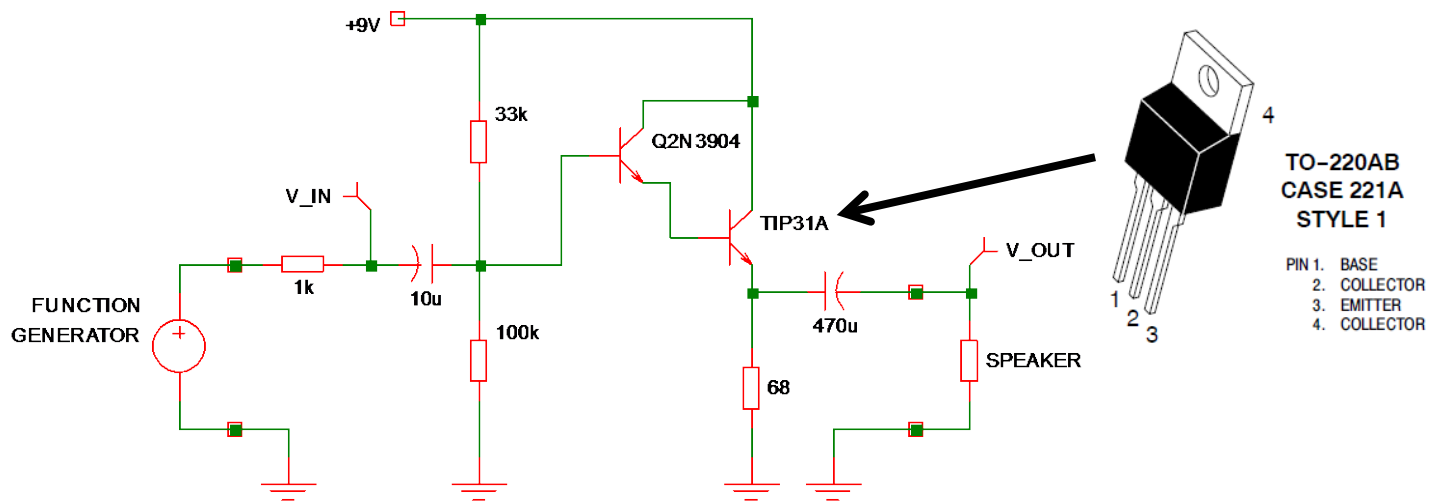 +9V
33k
Q2N3904
V_IN
TIP31A
V_OUT
1k
10u
FUNCTION
GENERATOR
+
100k
470u
68
SPEAKER
4
1
2
3
TO-220AB
CASE 221A
STYLE 1
PIN 1. BASE
2. COLLECTOR
3. EMITTER
4. COLLECTOR